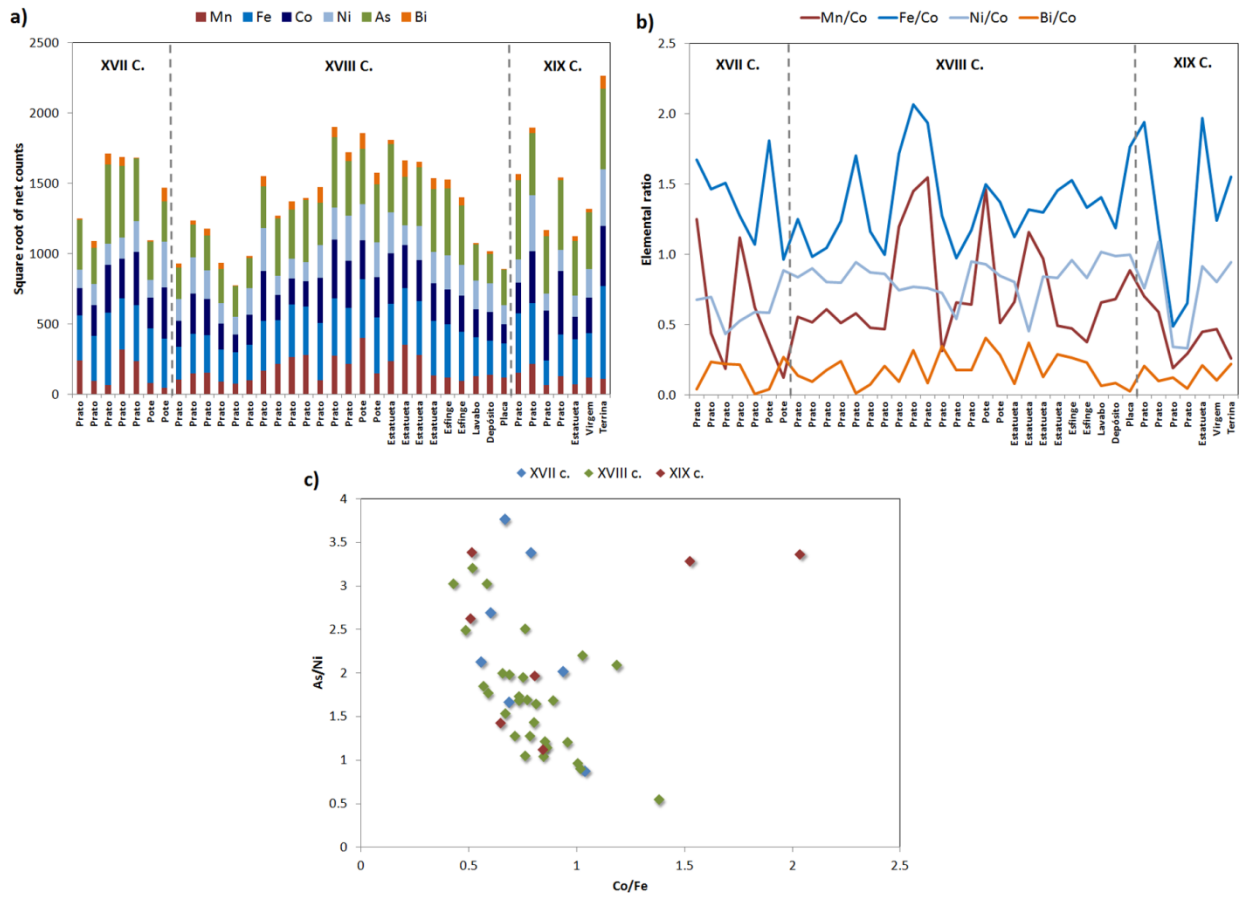 a)
Mn Fe Co Ni As Bi
XVII C. XVIII C. XIX C.
Square root of net counts
2500
2000
1500
1000
500
0
Prato
Prato
Prato
Prato
Prato
Pote
Pote
Prato
Prato
Prato
Prato
Prato
Prato
Prato
Prato
Prato
Prato
Prato
Prato
Prato
Pote
Pote
Estatueta
Estatueta
Estatueta
Estatueta
Esfinge
Esfinge
Lavabo
Depósito
Placa
Prato
Prato
Prato
Prato
Estatueta
Virgem
Terrina
b)
Mn/Co Fe/Co Ni/Co Bi/Co
XVII C. XVIII C. XIX C.
Elemental ratio
2.5
2.0
1.5
1.0
0.5
0.0
Prato
Prato
Prato
Prato
Prato
Pote
Pote
Prato
Prato
Prato
Prato
Prato
Prato
Prato
Prato
Prato
Prato
Prato
Prato
Prato
Pote
Pote
Estatueta
Estatueta
Estatueta
Estatueta
Esfinge
Esfinge
Lavabo
Depósito
Placa
Prato
Prato
Prato
Prato
Estatueta
Virgem
Terrina
c)
XVII c. XVIII c. XIX c.
As/Ni
4
3.5
3
2.5
2
1.5
1
0.5
0
0 0.5 1 1.5 2 2.5
Co/Fe